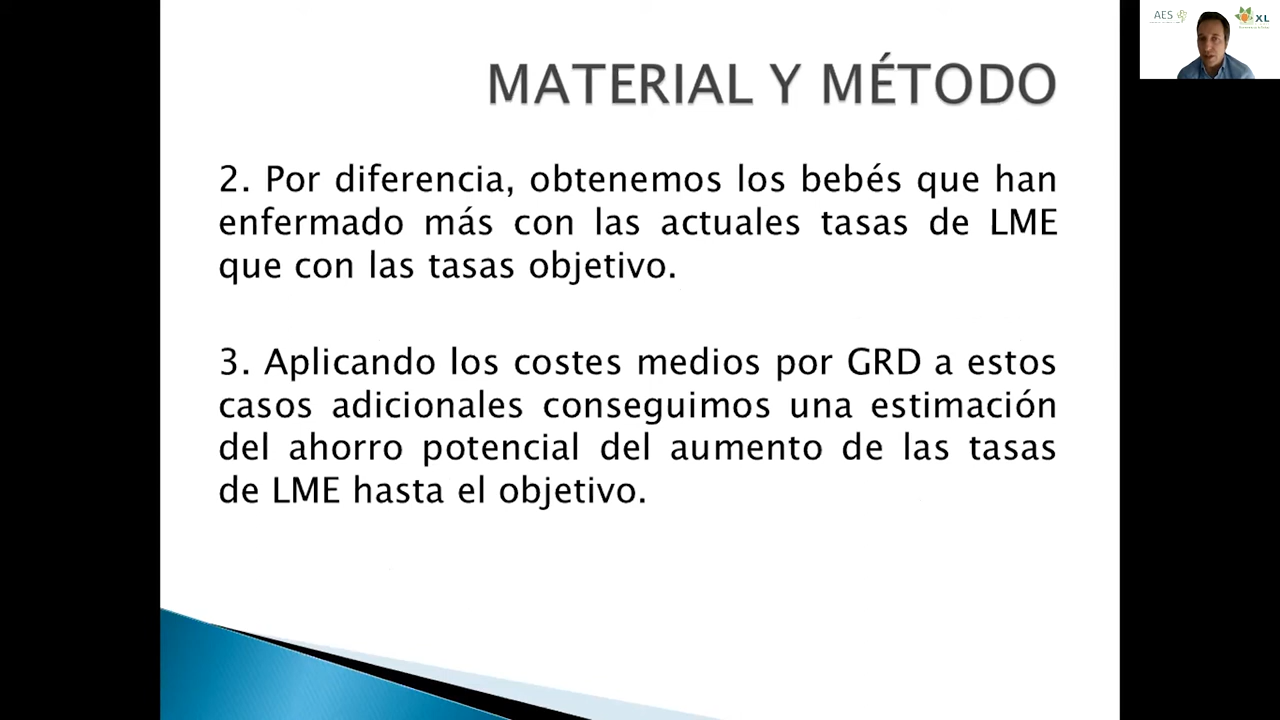 AES
XL
MATERIAL Y MÉTODO
2. Por diferencia, obtenemos los bebés que han
enfermado más con las actuales tasas de LME
que con las tasas objetivo.
3. Aplicando los costes medios por GRD a estos
casos adicionales conseguimos una estimación
del ahorro potencial del aumento de las tasas
de LME hasta el objetivo.